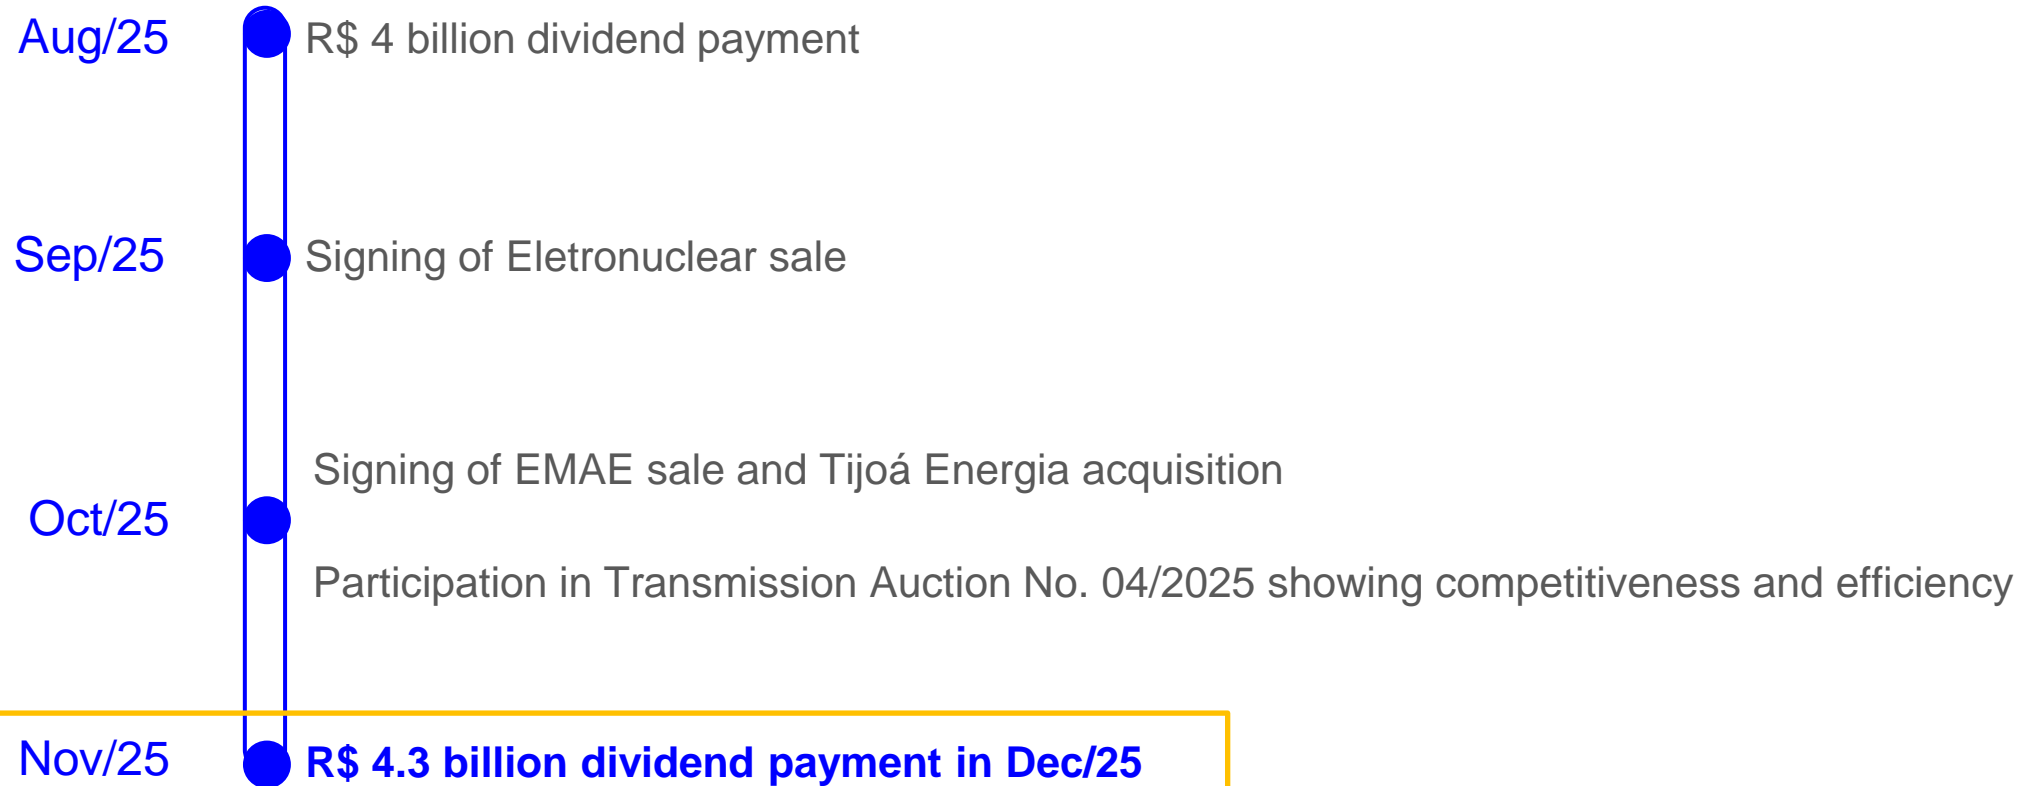 Aug/25
R$ 4 billion dividend payment
Sep/25
Signing of Eletronuclear sale
Signing of EMAE sale and Tijoá Energia acquisition
Oct/25
Participation in Transmission Auction No. 04/2025 showing competitiveness and efficiency
Nov/25
R$ 4.3 billion dividend payment in Dec/25